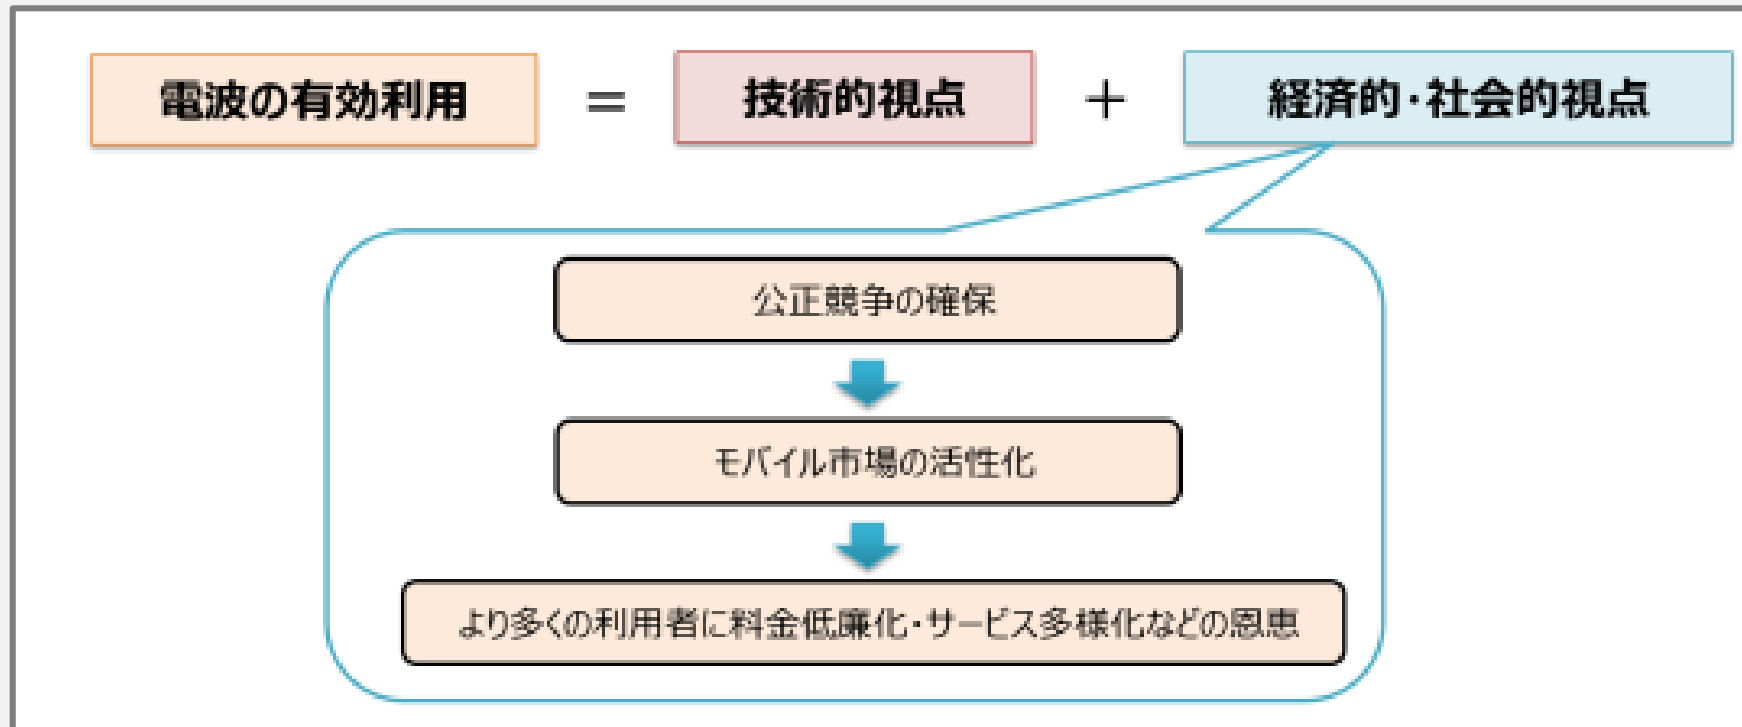 電波の有効利用 = 技術的視点 + 経済的・社会的視点
公正競争の確保
モバイル市場の活性化
より多くの利用者に料金低廉化・サービス多様化などの恩恵